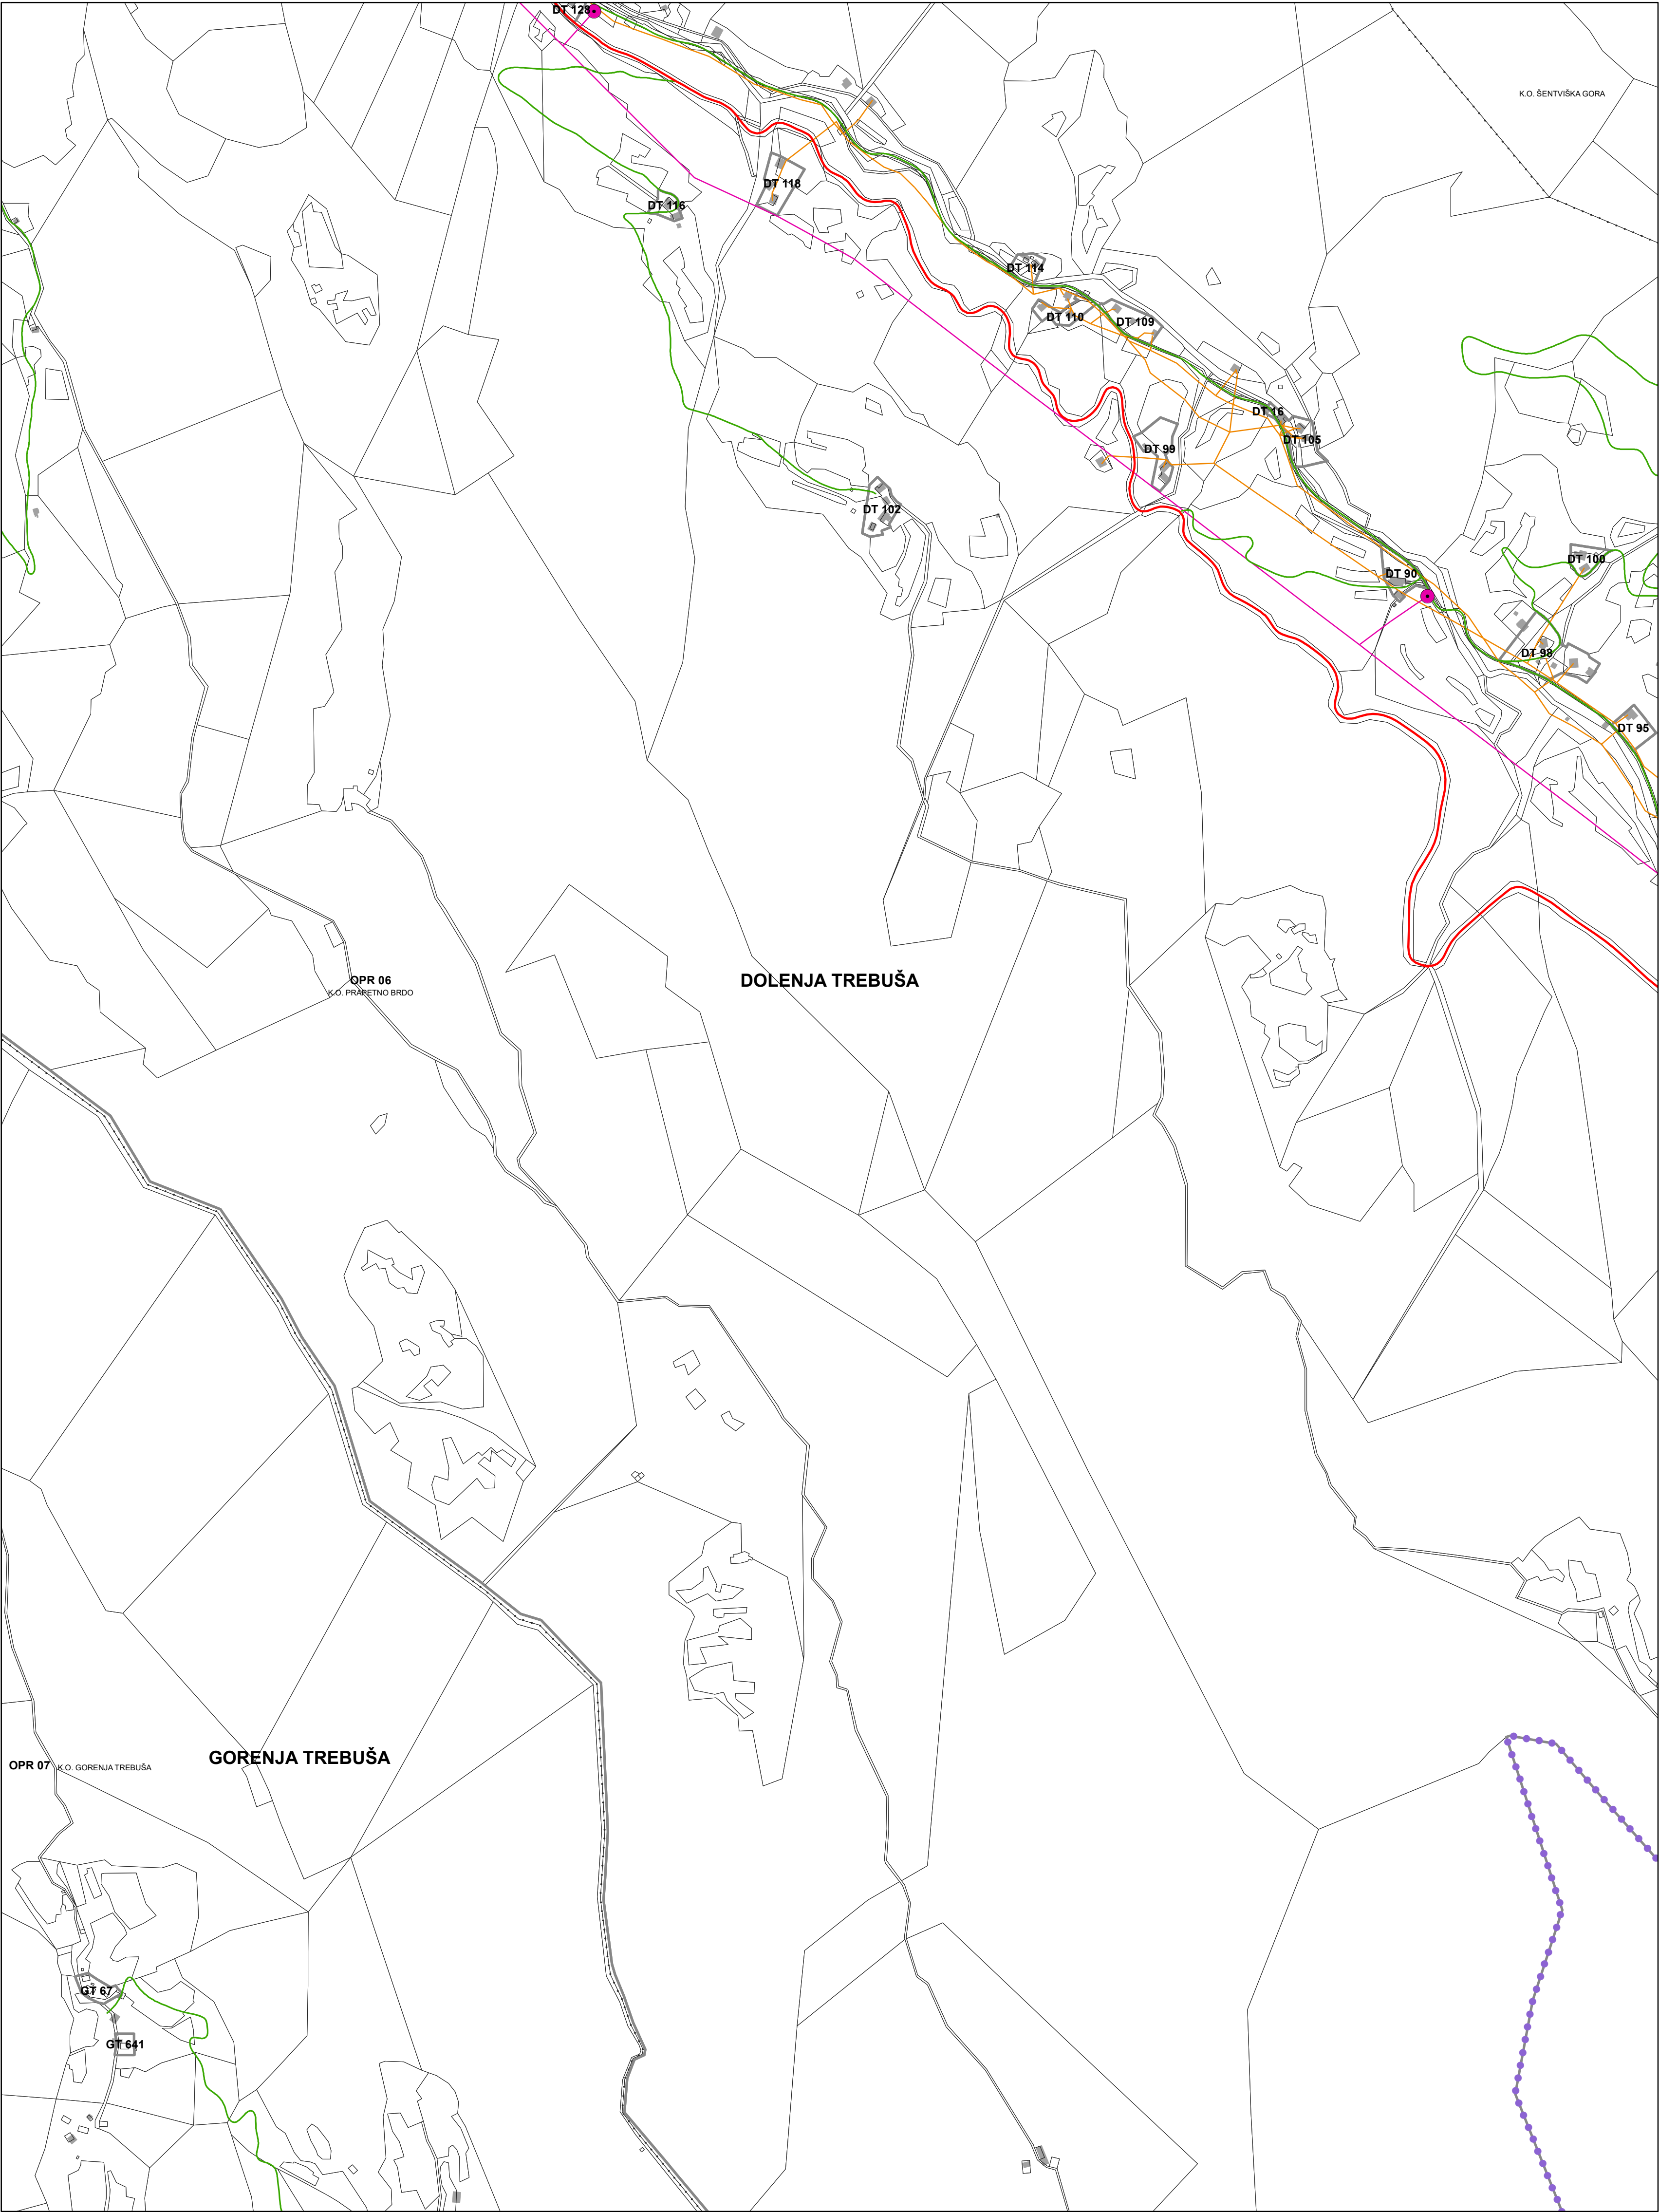 DT 128
K.O. ŠENTVIŠKA GORA
DT 118
DT 116
DT 114
DT 110
DT 109
DT 16
DT 105
DT 99
DT 102
DT 100
DT 90
DT 98
DT 95
OPR 06
K.O. PRAPETNO BRDO
DOLENJA TREBUŠA
GORENJA TREBUŠA
OPR 07
K.O. GORENJA TREBUŠA
GT 67
GT 641